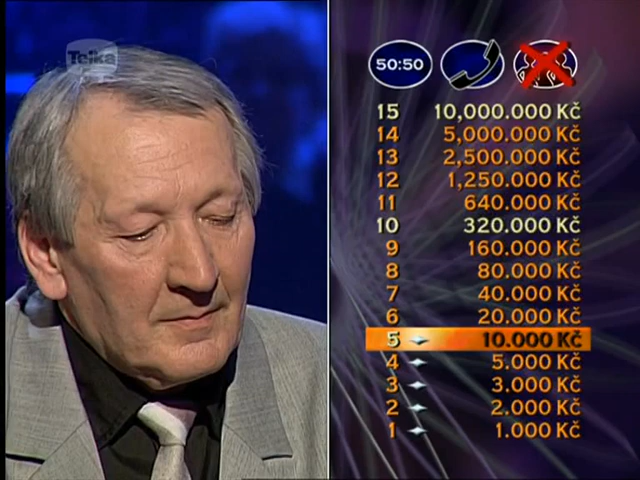 Telka
50:50
15 10,000.000 Kč
14 5,000.000 Kč
13 2,500.000 Kč
12 1,250.000 Kč
11 640.000 Kč
10 320.000 Kč
9 160.000 Kč
8 80.000 Kč
7 40.000 Kč
6 20.000 Kč
5 10.000 Kč
4 5.000 Kč
3 3.000 Kč
2 2.000 Kč
1 1.000 Kč